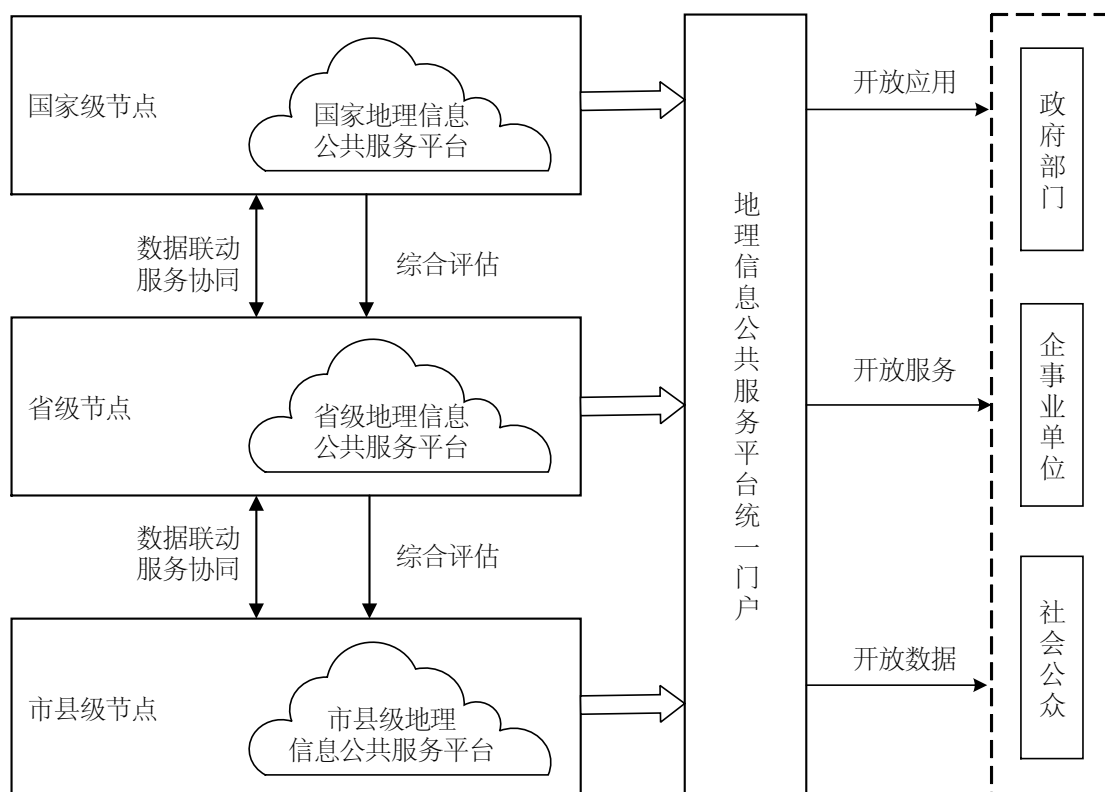 国家级节点
国家地理信息
公共服务平台
数据联动
服务协同
综合评估
省级节点
省级地理信息
公共服务平台
数据联动
服务协同
综合评估
市县级节点
市县级地理
信息公共服务平台
地理信息公共服务平台统一门户
开放应用
开放服务
开放数据
政府部门
企事业单位
社会公众